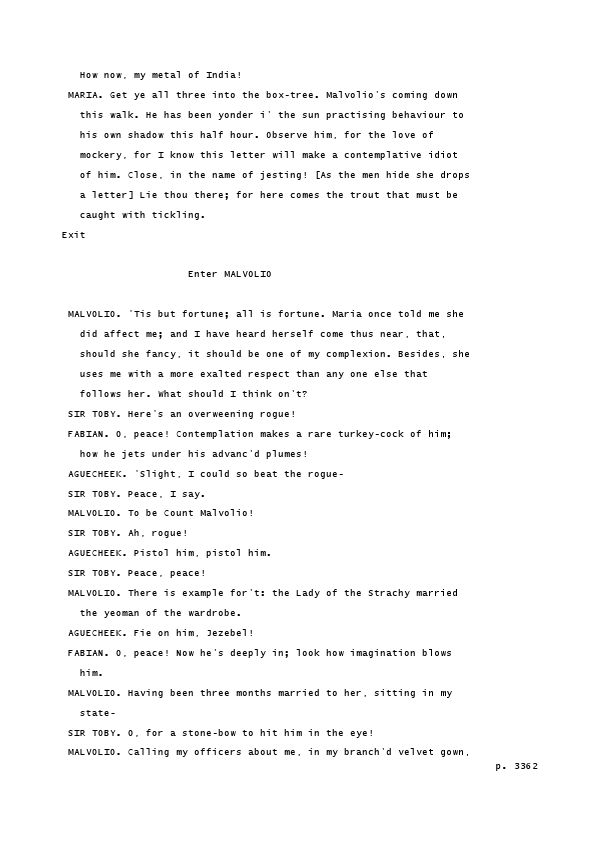 How now, my metal of India!
MARIA. Get ye all three into the box-tree. Malvolio's coming down
this walk. He has been yonder i' the sun practising behaviour to
his own shadow this half hour. Observe him, for the love of
mockery, for I know this letter will make a contemplative idiot
of him. Close, in the name of jesting! [As the men hide she drops
a letter] Lie thou there; for here comes the trout that must be
caught with tickling.
Exit
Enter MALVOLIO
MALVOLIO. 'Tis but fortune; all is fortune. Maria once told me she
did affect me; and I have heard herself come thus near, that,
should she fancy, it should be one of my complexion. Besides, she
uses me with a more exalted respect than any one else that
follows her. What should I think on't?
SIR TOBY. Here's an overweening rogue!
FABIAN. O, peace! Contemplation makes a rare turkey-cock of him;
how he jets under his advanc'd plumes!
AGUECHEEK. 'Slight, I could so beat the rogue-
SIR TOBY. Peace, I say.
MALVOLIO. To be Count Malvolio!
SIR TOBY. Ah, rogue!
AGUECHEEK. Pistol him, pistol him.
SIR TOBY. Peace, peace!
MALVOLIO. There is example for't: the Lady of the Strachy married
the yeoman of the wardrobe.
AGUECHEEK. Fie on him, Jezebel!
FABIAN. O, peace! Now he's deeply in; look how imagination blows
him.
MALVOLIO. Having been three months married to her, sitting in my
state-
SIR TOBY. O, for a stone-bow to hit him in the eye!
MALVOLIO. Calling my officers about me, in my branch'd velvet gown,
p. 3362